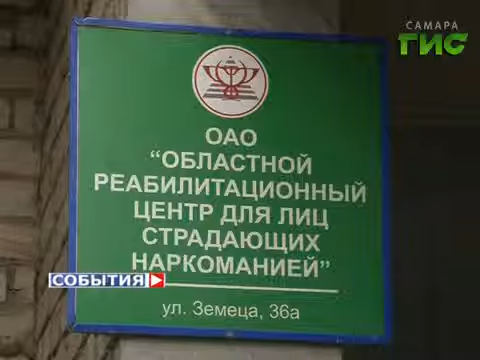 САМАРА
ГИС
ОАО
"ОБЛАСТНОЙ
РЕАБИЛИТАЦИОННЫЙ
ЦЕНТР ДЛЯ ЛИЦ
СТРАДАЮЩИХ
НАРКОМАНИЕЙ"
СОБЫТИЯ
ул. Земеца, 36а